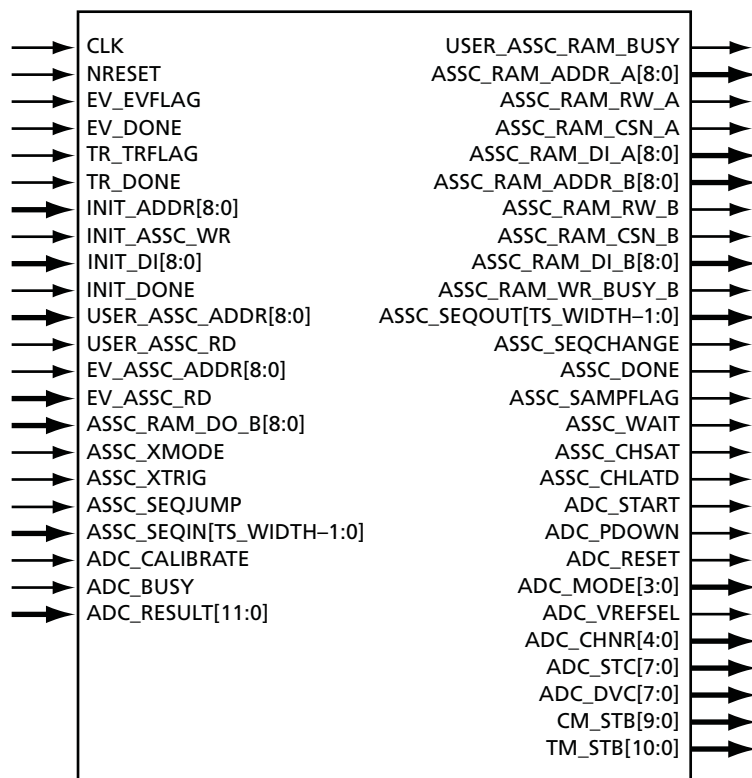 CLK
NRESET
EV_EVFLAG
EV_DONE
TR_TRFLAG
TR_DONE
INIT_ADDR[8:0]
INIT_ASSC_WR
INIT_DI[8:0]
INIT_DONE
USER_ASSC_ADDR[8:0]
USER_ASSC_RD
EV_ASSC_ADDR[8:0]
EV_ASSC_RD
ASSC_RAM_DO_B[8:0]
ASSC_XMODE
ASSC_XTRIG
ASSC_SEQJUMP
ASSC_SEQIN[TS_WIDTH–1:0]
ADC_CALIBRATE
ADC_BUSY
ADC_RESULT[11:0]
USER_ASSC_RAM_BUSY
ASSC_RAM_ADDR_A[8:0]
ASSC_RAM_RW_A
ASSC_RAM_CSN_A
ASSC_RAM_DI_A[8:0]
ASSC_RAM_ADDR_B[8:0]
ASSC_RAM_RW_B
ASSC_RAM_CSN_B
ASSC_RAM_DI_B[8:0]
ASSC_RAM_WR_BUSY_B
ASSC_SEQOUT[TS_WIDTH–1:0]
ASSC_SEQCHANGE
ASSC_DONE
ASSC_SAMPFLAG
ASSC_WAIT
ASSC_CHSAT
ASSC_CHLATD
ADC_START
ADC_PDOWN
ADC_RESET
ADC_MODE[3:0]
ADC_VREFSEL
ADC_CHNR[4:0]
ADC_STC[7:0]
ADC_DVC[7:0]
CM_STB[9:0]
TM_STB[10:0]